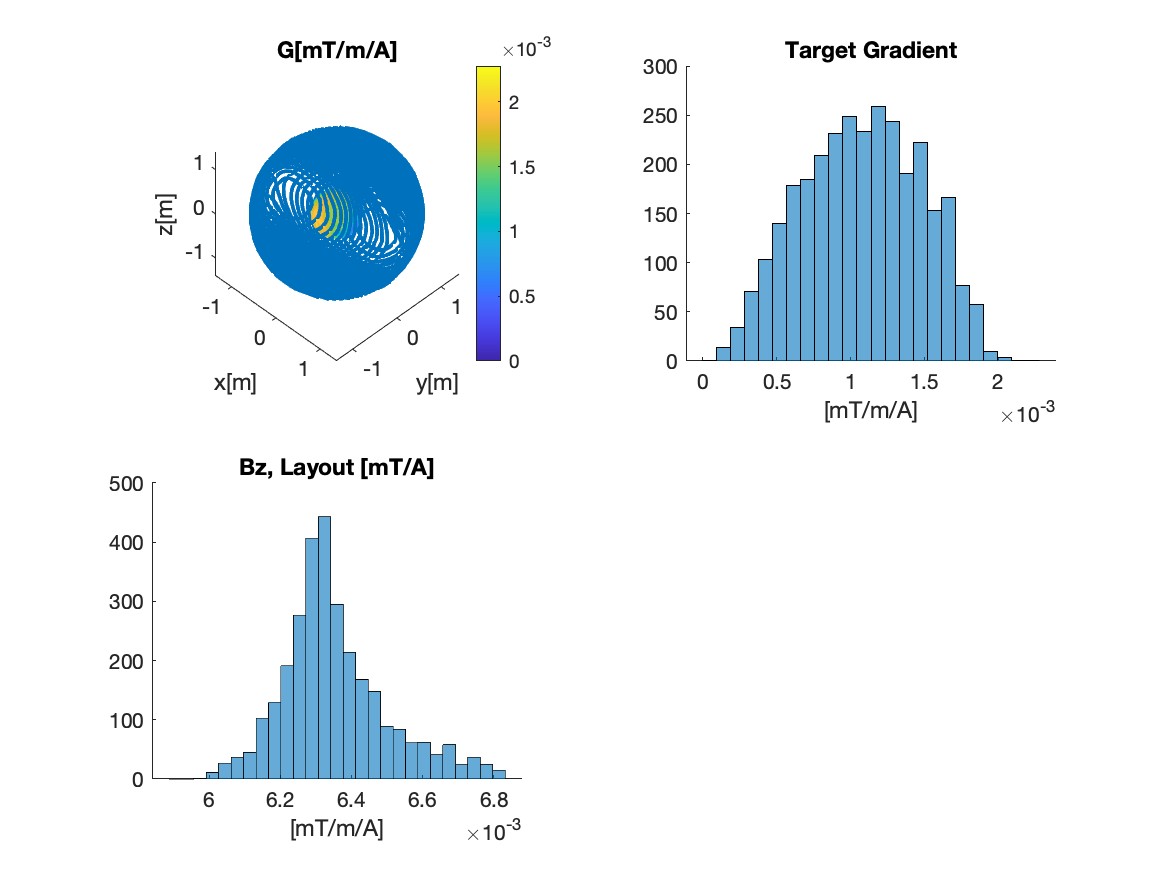 G[mT/m/A]
×10-3
2
1.5
1
0.5
0
1
0
-1
z[m]
-1
0
1
x[m]
-1
0
1
y[m]
Target Gradient
300
250
200
150
100
50
0
0 0.5 1 1.5 2
[mT/m/A] ×10-3
Bz, Layout [mT/A]
500
400
300
200
100
0
6 6.2 6.4 6.6 6.8
[mT/m/A] ×10-3